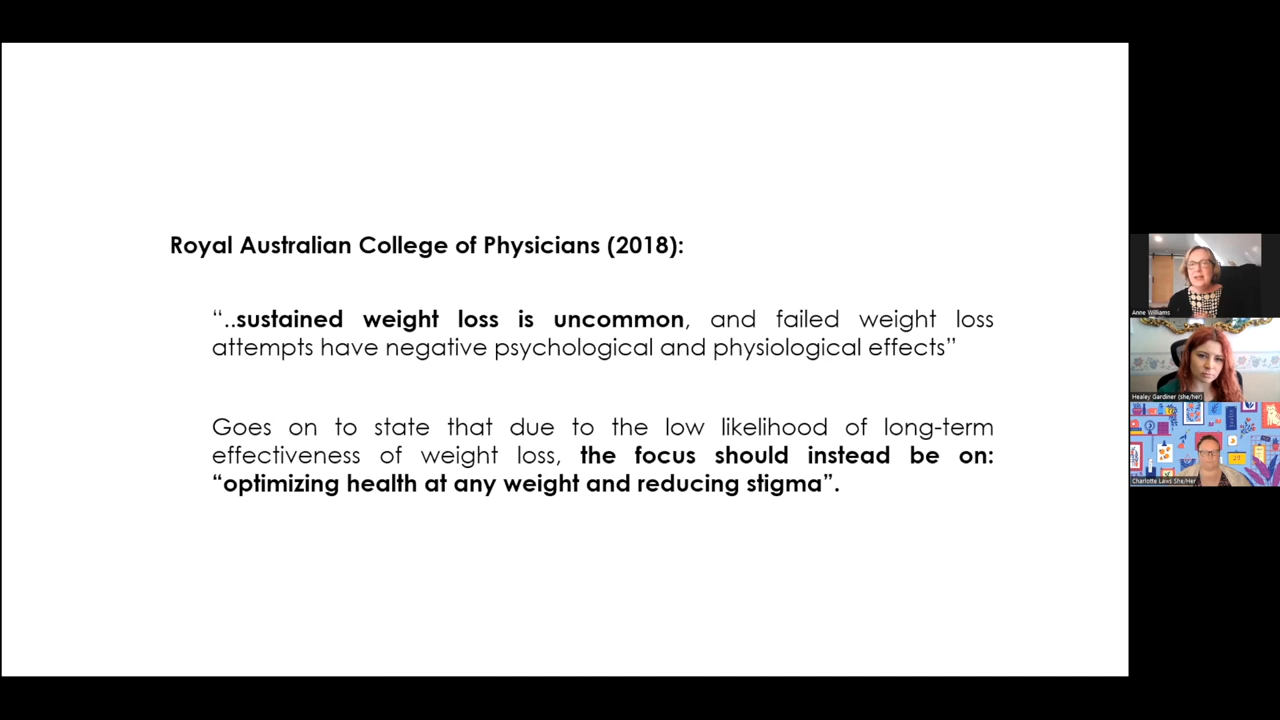 Royal Australian College of Physicians (2018):
“..sustained weight loss is uncommon, and failed weight loss
attempts have negative psychological and physiological effects”
Goes on to state that due to the low likelihood of long-term
effectiveness of weight loss, the focus should instead be on:
“optimizing health at any weight and reducing stigma”.
Anne Williams
Healey Gardiner (she/her)
Charlotte Laws She/Her